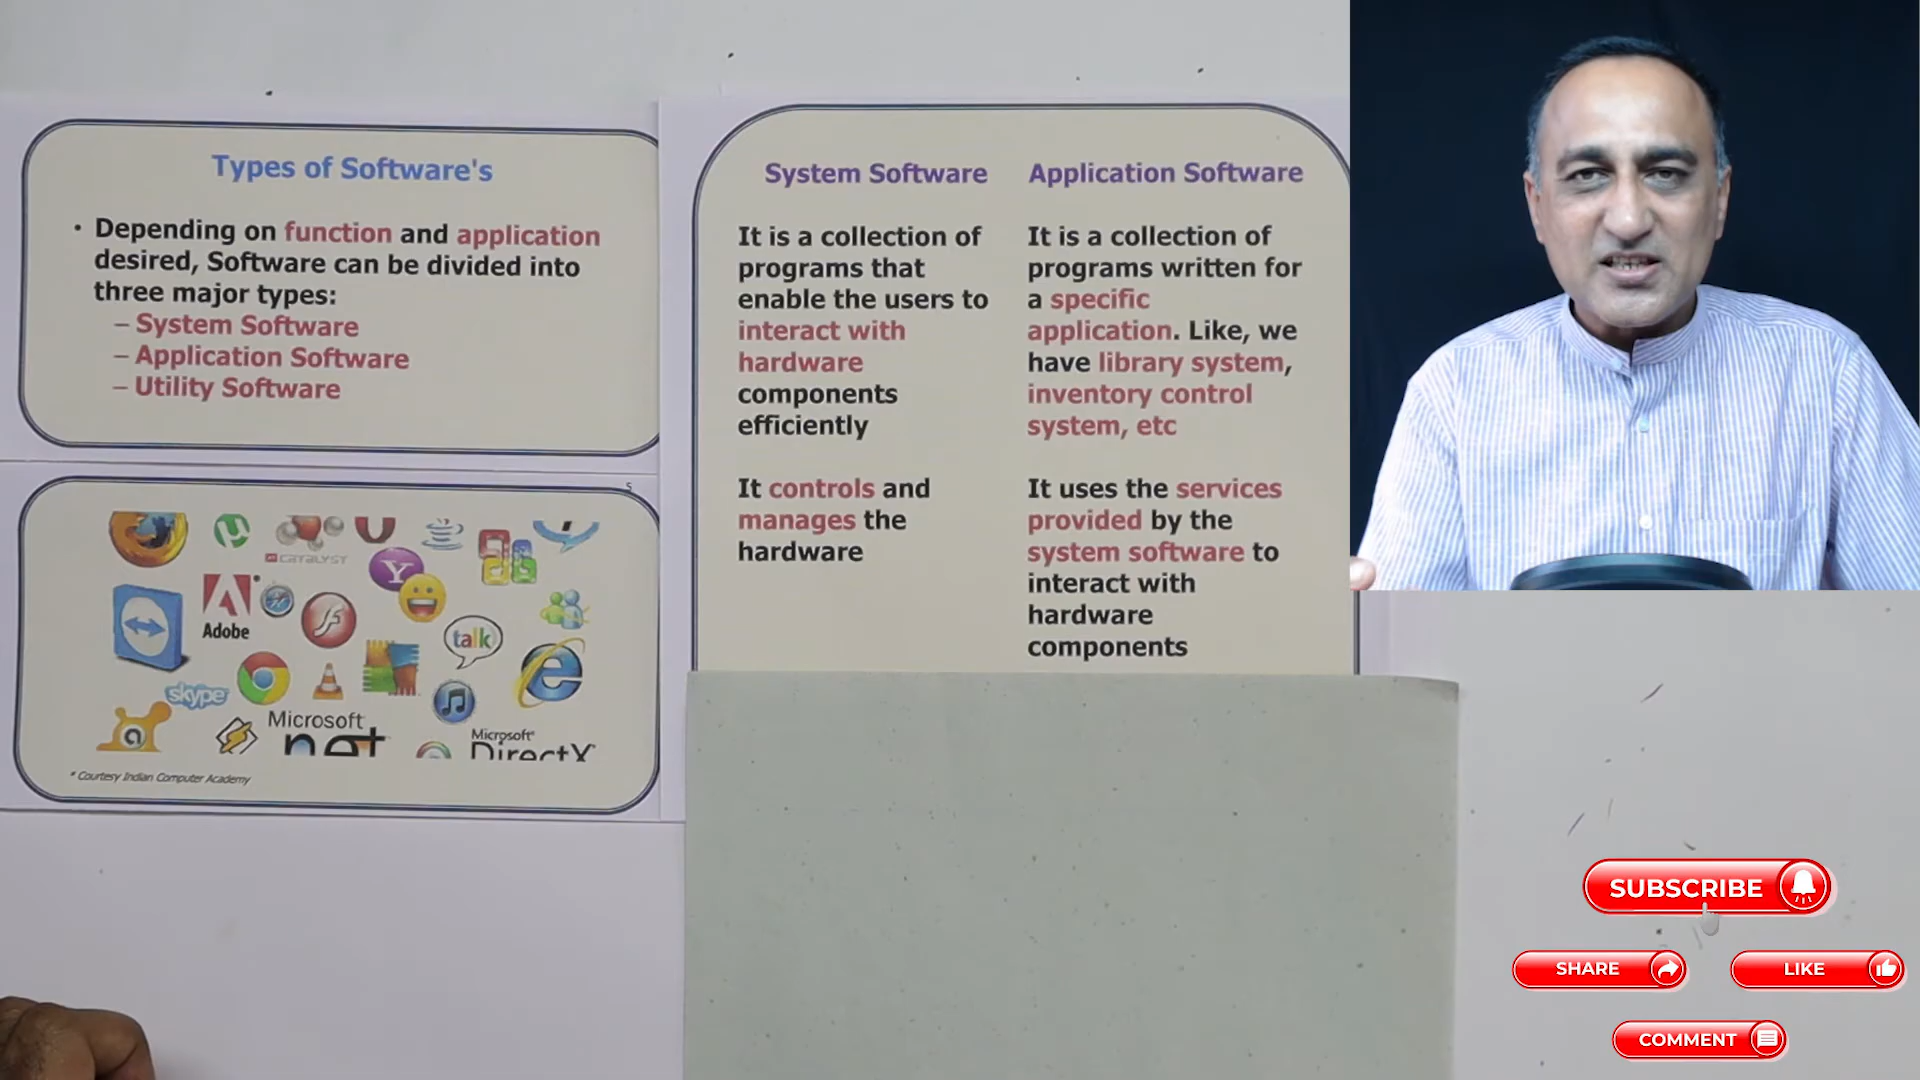 Types of Software's
• Depending on function and application
desired, Software can be divided into
three major types:
– System Software
– Application Software
– Utility Software
5
CATALYST
Y
Adobe
talk
skype
a
Microsoft
net
Microsoft
DirectX
* Courtesy Indian Computer Academy
System Software
It is a collection of
programs that
enable the users to
interact with
hardware
components
efficiently
It controls and
manages the
hardware
Application Software
It is a collection of
programs written for
a specific
application. Like, we
have library system,
inventory control
system, etc
It uses the services
provided by the
system software to
interact with
hardware
components
SUBSCRIBE
SHARE
LIKE
COMMENT